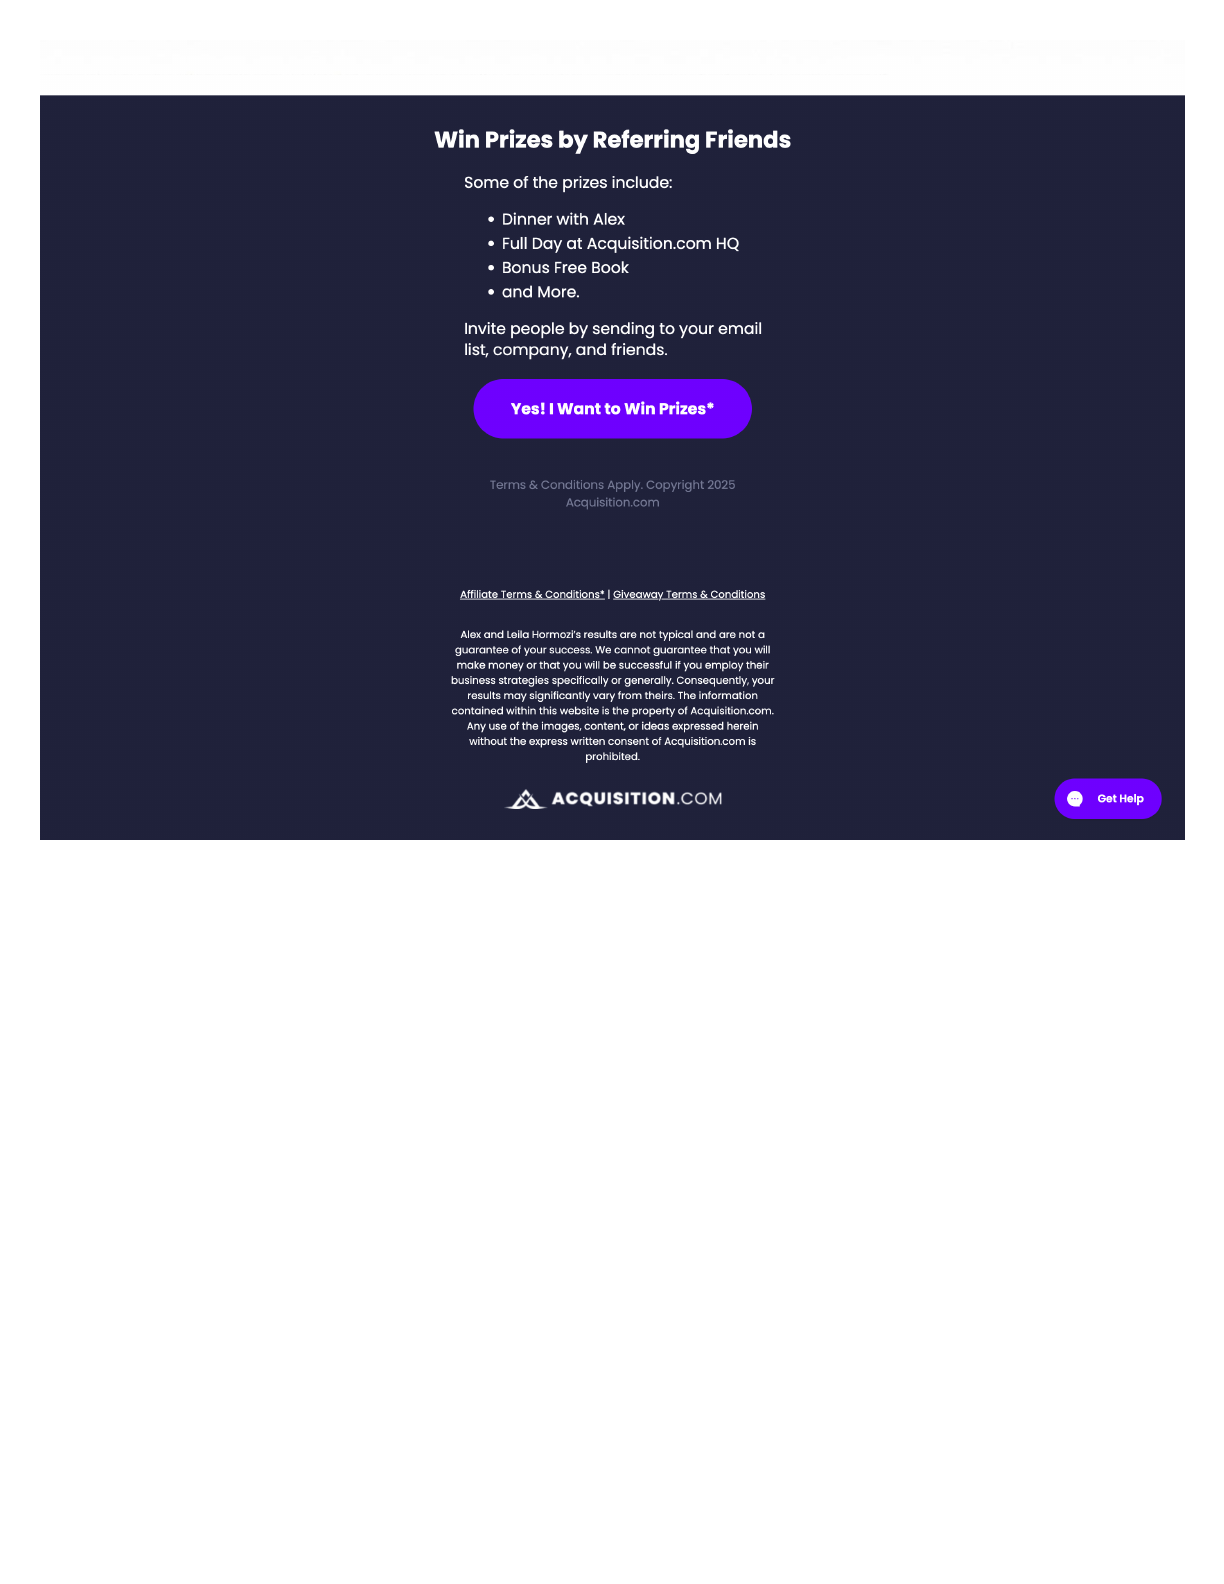 Win Prizes by Referring Friends
Some of the prizes include:
• Dinner with Alex
• Full Day at Acquisition.com HQ
• Bonus Free Book
• and More.
Invite people by sending to your email
list, company, and friends.
Yes! I Want to Win Prizes*
Terms & Conditions Apply. Copyright 2025
Acquisition.com
Affiliate Terms & Conditions* | Giveaway Terms & Conditions
Alex and Leila Hormozi’s results are not typical and are not a
guarantee of your success. We cannot guarantee that you will
make money or that you will be successful if you employ their
business strategies specifically or generally. Consequently, your
results may significantly vary from theirs. The information
contained within this website is the property of Acquisition.com.
Any use of the images, content, or ideas expressed herein
without the express written consent of Acquisition.com is
prohibited.
ACQUISITION.COM
Get Help